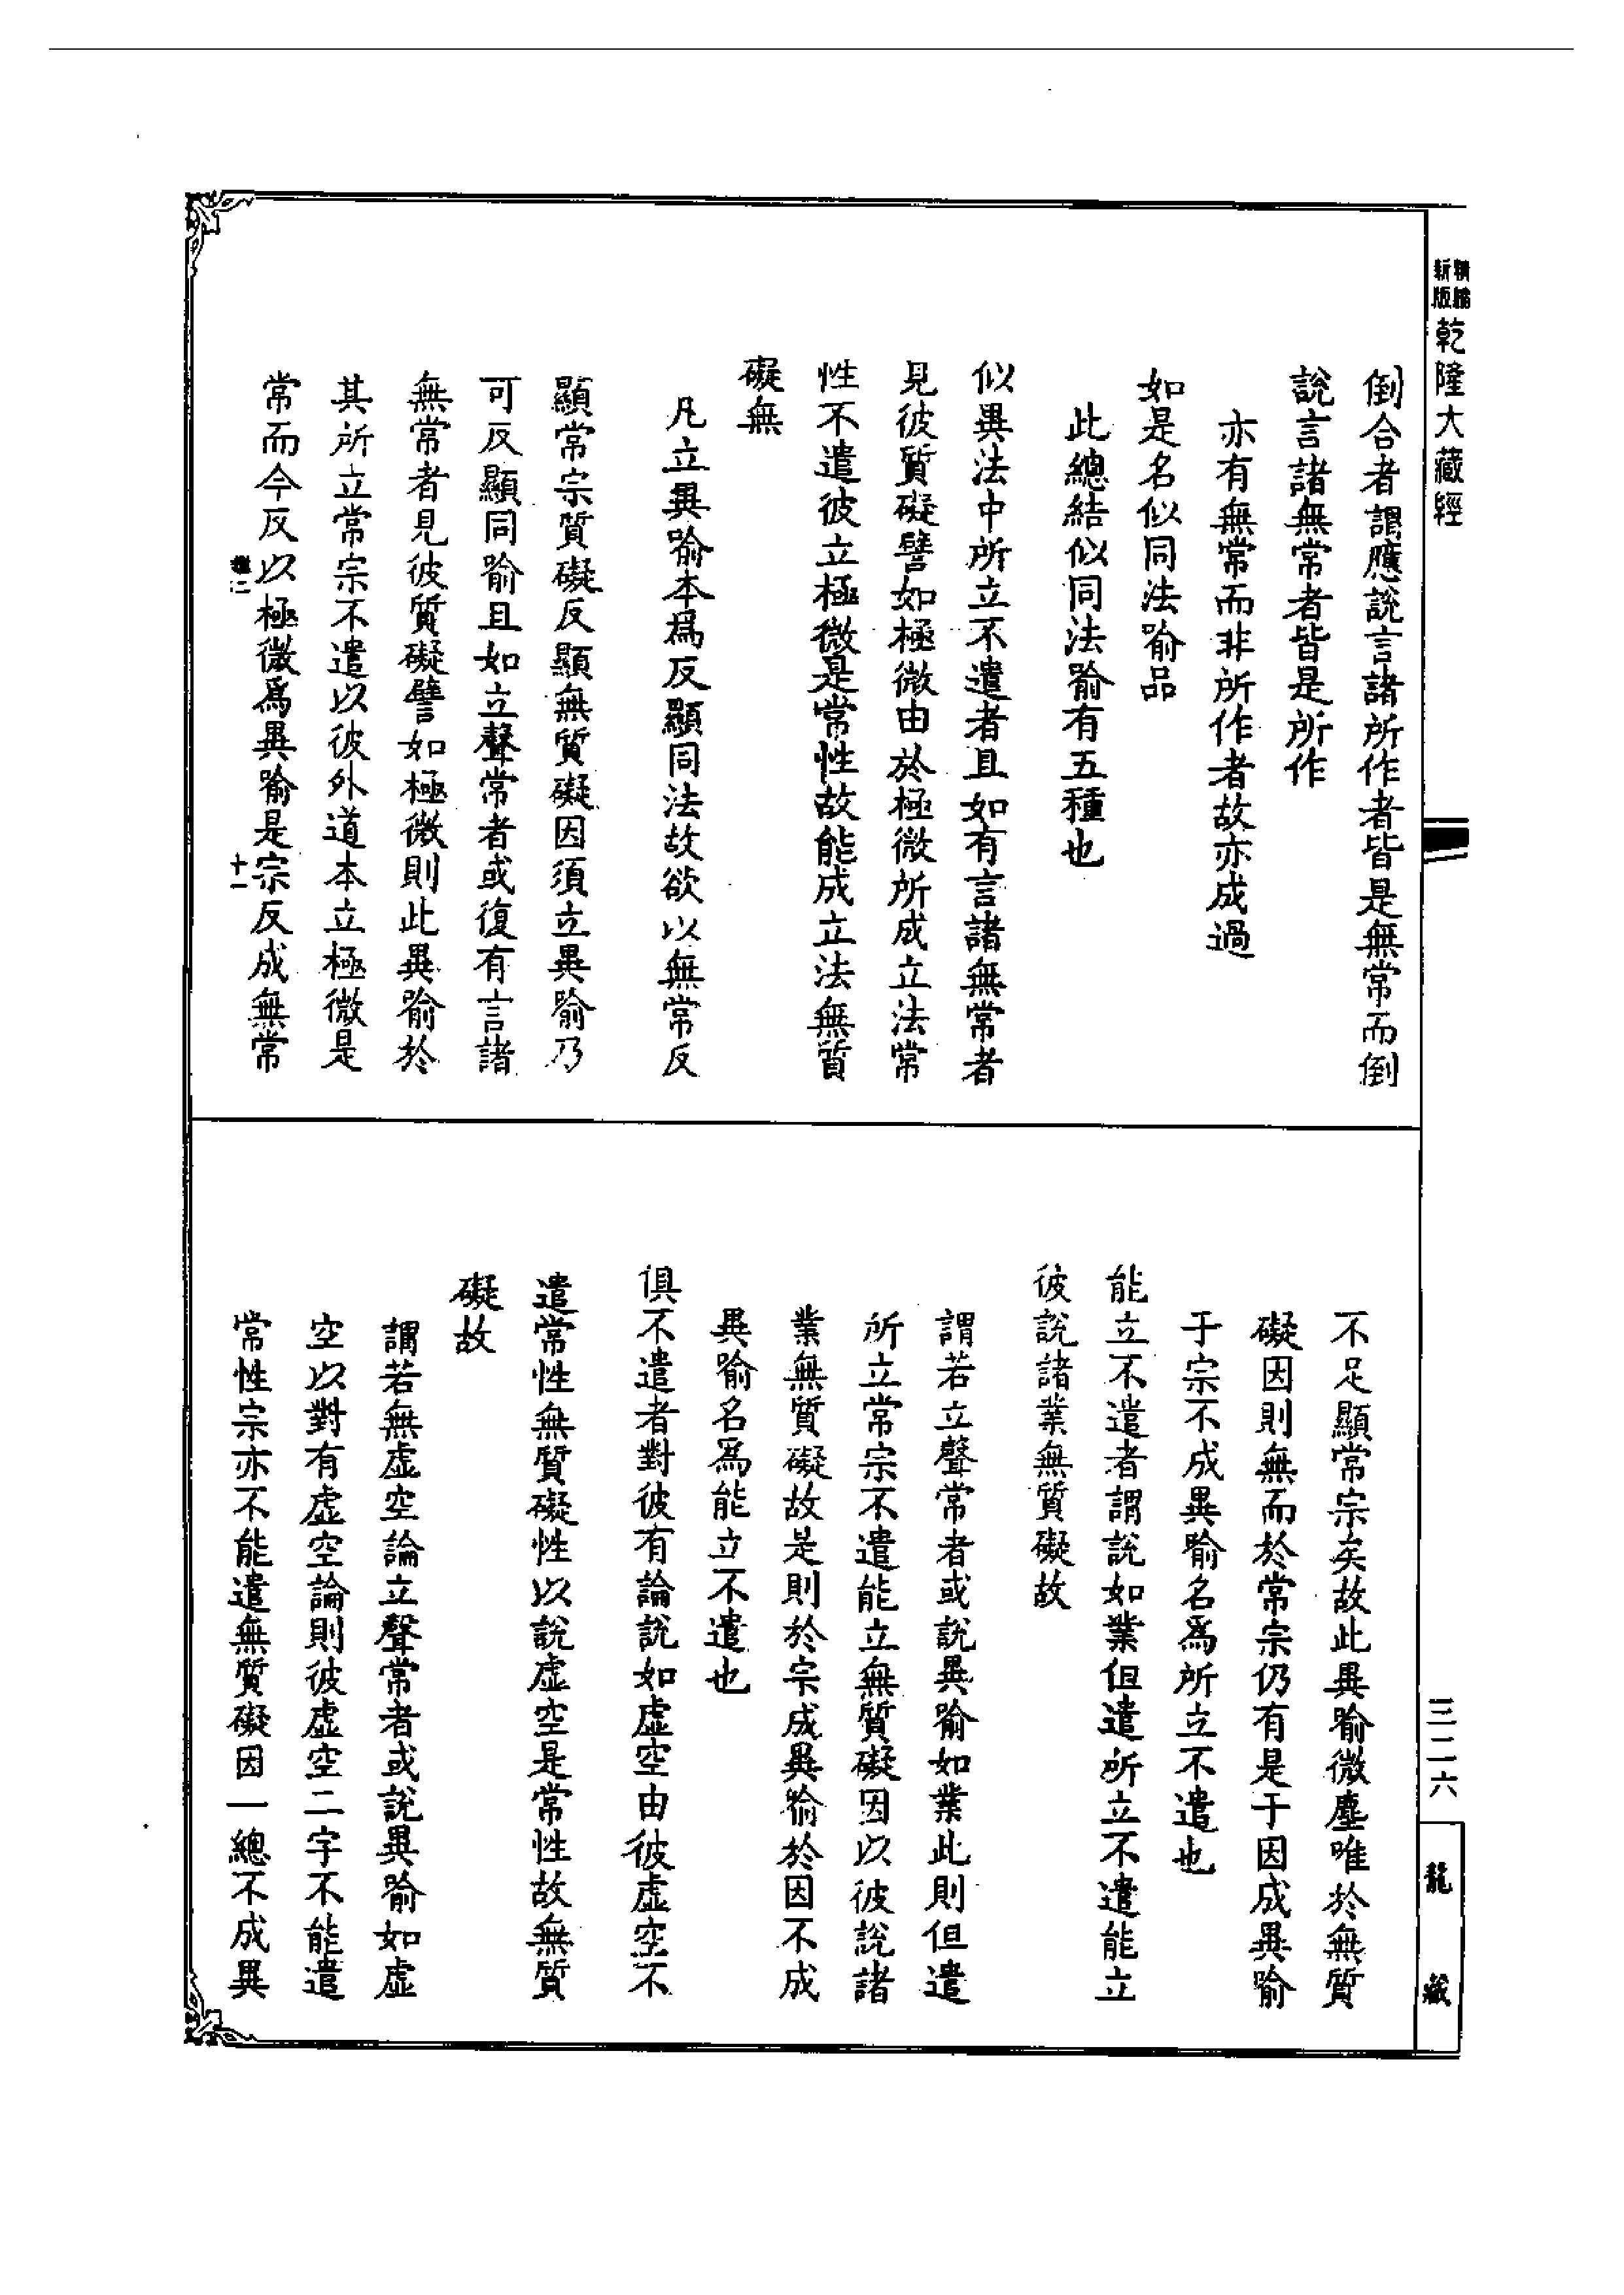 新版
精縮
乾隆大藏經
倒合者謂應說言諸所作者皆是無常而倒
說言諸無常者皆是所作
亦有無常而非所作者故亦成過
如是名似同法喻品
此總結似同法喻有五種也
似異法中所立不遣者且如有言諸無常者
見彼質礙譬如極微由於極微所成立法常
性不遣彼立極微是常性故能成立法無質
礙無
凡立異喻本為反顯同法故欲以無常反
顯常宗質礙反顯無質礙因須立異喻乃
可反顯同喻且如立聲常者或復有言諸
無常者見彼質礙譬如極微則此異喻於
其所立常宗不遣以彼外道本立極微是
常而今反以極微為異喻是宗反成無常
十一
不足顯常宗矣故此異喻微塵唯於無質
礙因則無而於常宗仍有是于因成異喻
于宗不成異喻名為所立不遣也
能立不遣者謂說如業但遣所立不遣能立
彼說諸業無質礙故
謂若立聲常者或說異喻如業此則但遣
所立常宗不遣能立無質礙因以彼說諸
業無質礙故是則於宗成異喻於因不成
異喻名為能立不遣也
俱不遣者對彼有論說如虛空由彼虛空不
遣常性無質礙性以說虛空是常性故無質
礙故
謂若無虛空論立聲常者或說異喻如虛
空以對有虛空論則彼虛空二字不能遣
常性宗亦不能遣無質礙因一總不成異
三二六
龍藏